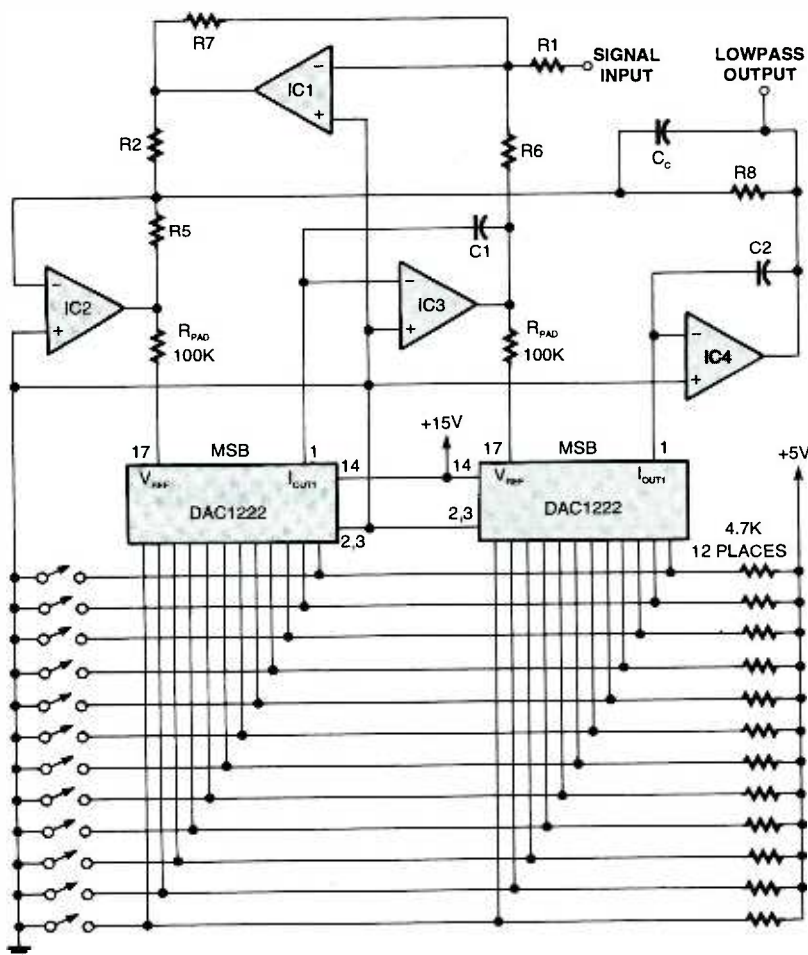 R7
R1
SIGNAL
INPUT
LOWPASS
OUTPUT
−
IC1
+
R2
R6
Cc
R8
R5
C1
C2
−
IC2
+
−
IC3
+
−
IC4
+
RPAD
100K
RPAD
100K
+15V
+5V
17
MSB
1
14
14
17
MSB
1
VREF
IOUT1
VREF
IOUT1
DAC1222
DAC1222
2,3
2,3
4.7K
12 PLACES